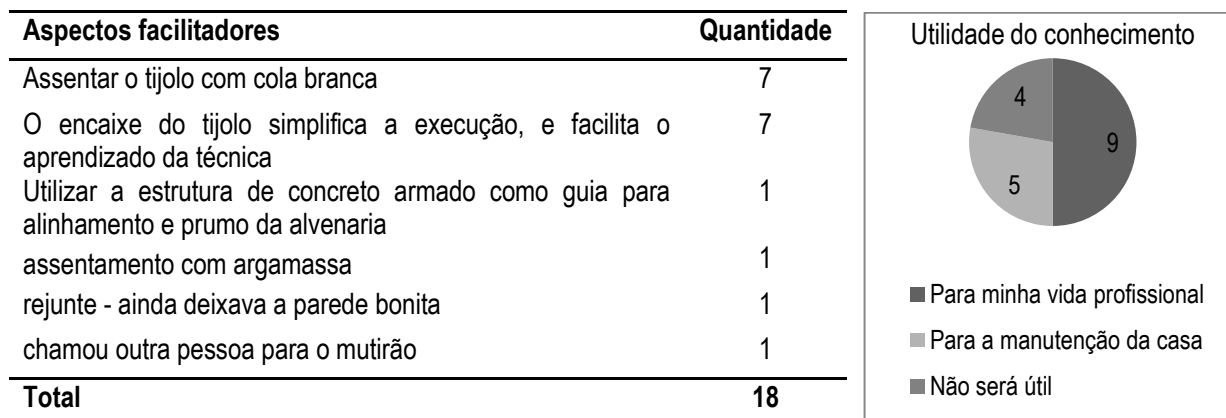 Aspectos facilitadores Quantidade
Assentar o tijolo com cola branca 7
O encaixe do tijolo simplifica a execução, e facilita o 7
aprendizado da técnica
Utilizar a estrutura de concreto armado como guia para 1
alinhamento e prumo da alvenaria
assentamento com argamassa 1
rejunte - ainda deixava a parede bonita 1
chamou outra pessoa para o mutirão 1
Total 18
Utilidade do conhecimento
4
9
5
Para minha vida profissional
Para a manutenção da casa
Não será útil